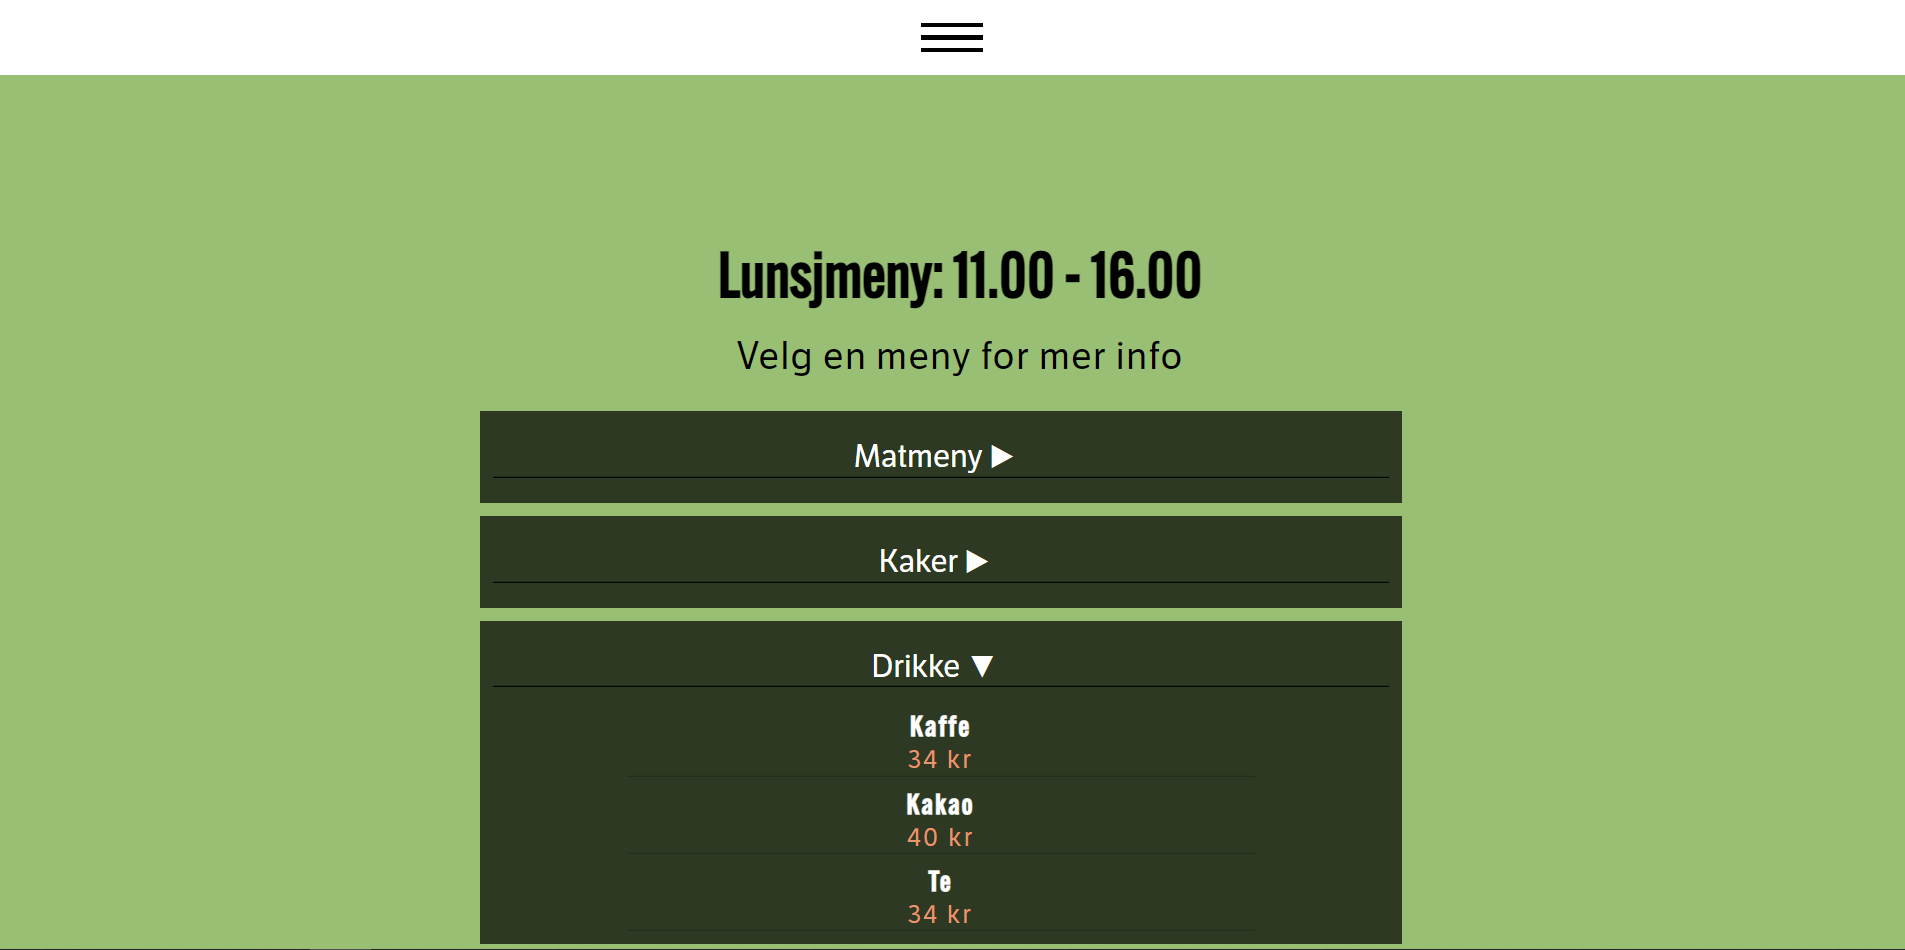 Lunsjmeny: 11.00 - 16.00
Velg en meny for mer info
Matmeny ▶
Kaker ▶
Drikke ▼
Kaffe
34 kr
Kakao
40 kr
Te
34 kr